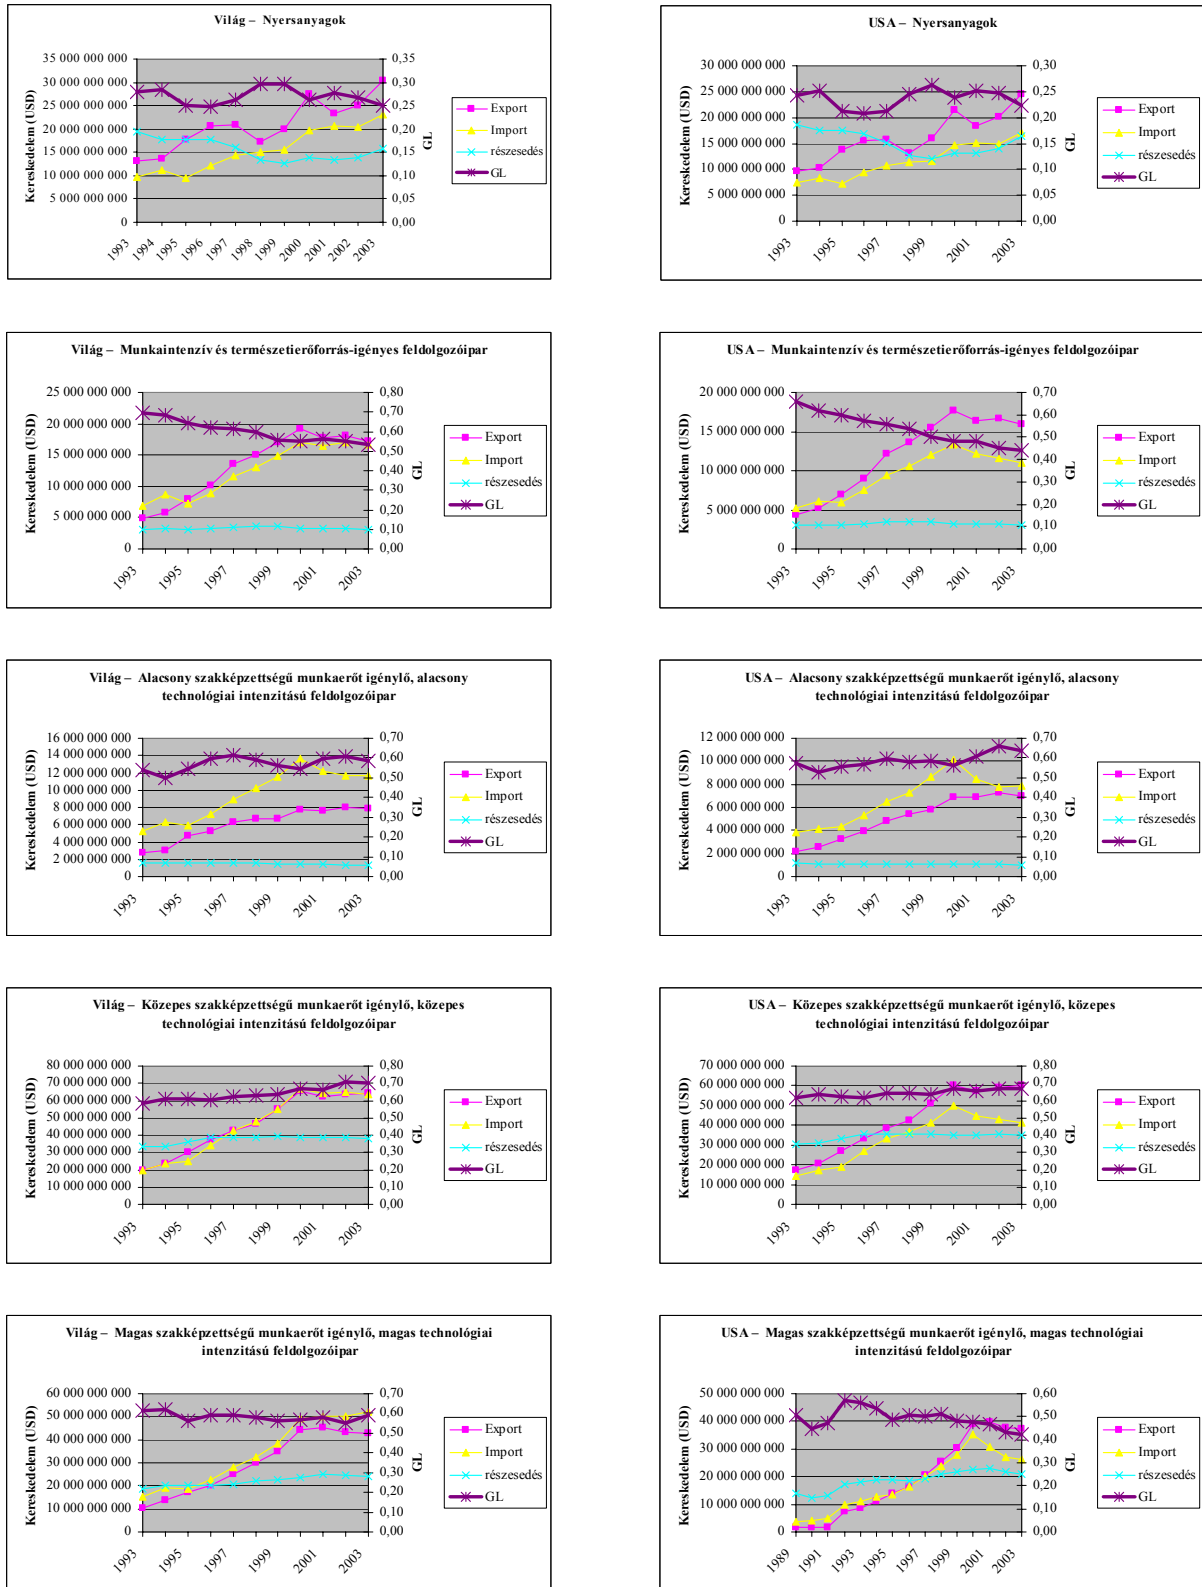 Világ – Nyersanyagok
Kereskedelem (USD)
35 000 000 000
30 000 000 000
25 000 000 000
20 000 000 000
15 000 000 000
10 000 000 000
5 000 000 000
0
0,35
0,30
0,25
0,20
0,15
0,10
0,05
0,00
GL
1993
1994
1995
1996
1997
1998
1999
2000
2001
2002
2003
Export
Import
részesedés
GL
USA – Nyersanyagok
Kereskedelem (USD)
30 000 000 000
25 000 000 000
20 000 000 000
15 000 000 000
10 000 000 000
5 000 000 000
0
0,30
0,25
0,20
0,15
0,10
0,05
0,00
GL
1993
1995
1997
1999
2001
2003
Export
Import
részesedés
GL
Világ – Munkaintenzív és természetierőforrás-igényes feldolgozóipar
Kereskedelem (USD)
25 000 000 000
20 000 000 000
15 000 000 000
10 000 000 000
5 000 000 000
0
0,80
0,70
0,60
0,50
0,40
0,30
0,20
0,10
0,00
GL
1993
1995
1997
1999
2001
2003
Export
Import
részesedés
GL
USA – Munkaintenzív és természetierőforrás-igényes feldolgozóipar
Kereskedelem (USD)
20 000 000 000
15 000 000 000
10 000 000 000
5 000 000 000
0
0,70
0,60
0,50
0,40
0,30
0,20
0,10
0,00
GL
1993
1995
1997
1999
2001
2003
Export
Import
részesedés
GL
Világ – Alacsony szakképzettségű munkaerőt igénylő, alacsony
technológiai intenzitású feldolgozóipar
Kereskedelem (USD)
16 000 000 000
14 000 000 000
12 000 000 000
10 000 000 000
8 000 000 000
6 000 000 000
4 000 000 000
2 000 000 000
0
0,70
0,60
0,50
0,40
0,30
0,20
0,10
0,00
GL
1993
1995
1997
1999
2001
2003
Export
Import
részesedés
GL
USA – Alacsony szakképzettségű munkaerőt igénylő, alacsony
technológiai intenzitású feldolgozóipar
Kereskedelem (USD)
12 000 000 000
10 000 000 000
8 000 000 000
6 000 000 000
4 000 000 000
2 000 000 000
0
0,70
0,60
0,50
0,40
0,30
0,20
0,10
0,00
GL
1993
1995
1997
1999
2001
2003
Export
Import
részesedés
GL
Világ – Közepes szakképzettségű munkaerőt igénylő, közepes
technológiai intenzitású feldolgozóipar
Kereskedelem (USD)
80 000 000 000
70 000 000 000
60 000 000 000
50 000 000 000
40 000 000 000
30 000 000 000
20 000 000 000
10 000 000 000
0
0,80
0,70
0,60
0,50
0,40
0,30
0,20
0,10
0,00
GL
1993
1995
1997
1999
2001
2003
Export
Import
részesedés
GL
USA – Közepes szakképzettségű munkaerőt igénylő, közepes
technológiai intenzitású feldolgozóipar
Kereskedelem (USD)
70 000 000 000
60 000 000 000
50 000 000 000
40 000 000 000
30 000 000 000
20 000 000 000
10 000 000 000
0
0,80
0,70
0,60
0,50
0,40
0,30
0,20
0,10
0,00
GL
1993
1995
1997
1999
2001
2003
Export
Import
részesedés
GL
Világ – Magas szakképzettségű munkaerőt igénylő, magas technológiai
intenzitású feldolgozóipar
Kereskedelem (USD)
60 000 000 000
50 000 000 000
40 000 000 000
30 000 000 000
20 000 000 000
10 000 000 000
0
0,70
0,60
0,50
0,40
0,30
0,20
0,10
0,00
GL
1993
1995
1997
1999
2001
2003
Export
Import
részesedés
GL
USA – Magas szakképzettségű munkaerőt igénylő, magas technológiai
intenzitású feldolgozóipar
Kereskedelem (USD)
50 000 000 000
40 000 000 000
30 000 000 000
20 000 000 000
10 000 000 000
0
0,60
0,50
0,40
0,30
0,20
0,10
0,00
GL
1989
1991
1993
1995
1997
1999
2001
2003
Export
Import
részesedés
GL